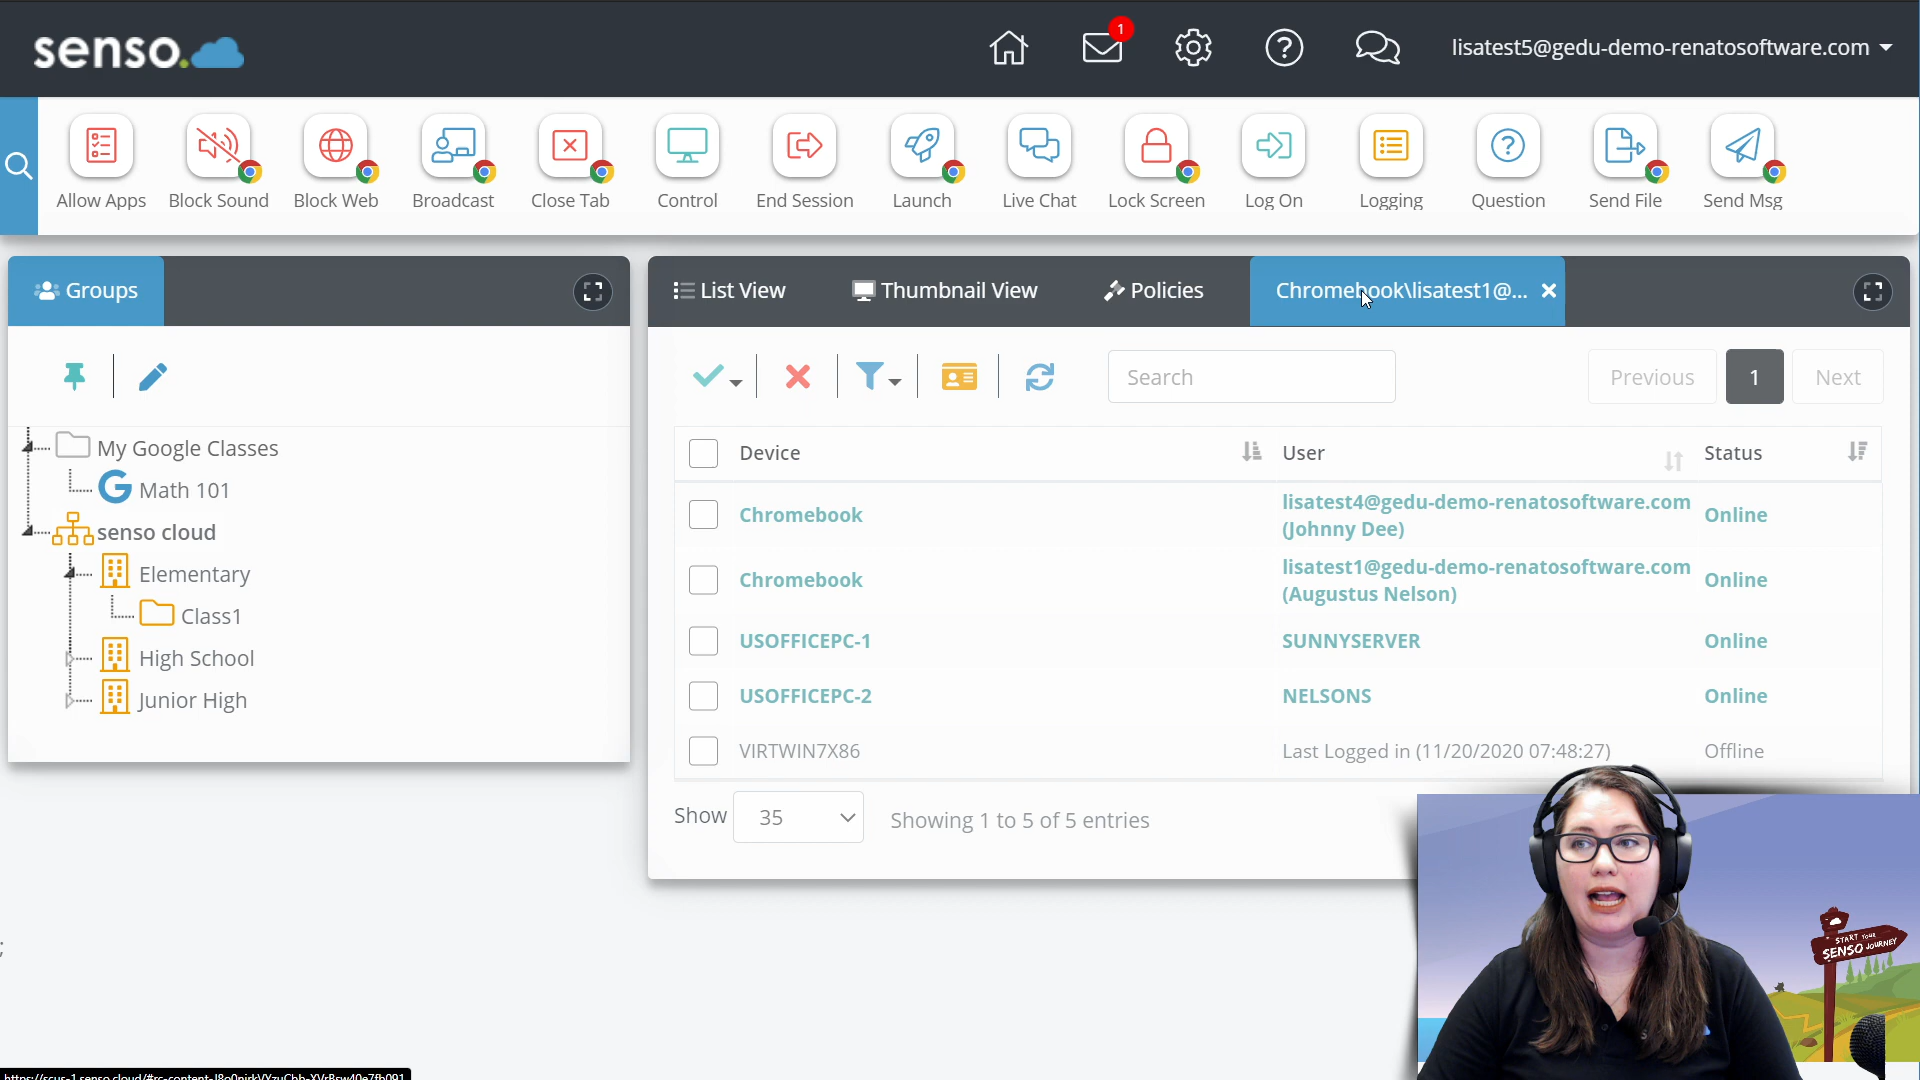 senso.
1
lisatest5@gedu-demo-renatosoftware.com
Allow Apps
Block Sound
Block Web
Broadcast
Close Tab
Control
End Session
Launch
Live Chat
Lock Screen
Log On
Logging
Question
Send File
Send Msg
Groups
List View
Thumbnail View
Policies
Chromebook\lisatest1@...
Search
Previous
1
Next
My Google Classes
Math 101
senso cloud
Elementary
Class1
High School
Junior High
Device
User
Status
Chromebook
lisatest4@gedu-demo-renatosoftware.com
(Johnny Dee)
Online
Chromebook
lisatest1@gedu-demo-renatosoftware.com
(Augustus Nelson)
Online
USOFFICEPC-1
SUNNYSERVER
Online
USOFFICEPC-2
NELSONS
Online
VIRTWIN7X86
Last Logged in (11/20/2020 07:48:27)
Offline
Show
35
Showing 1 to 5 of 5 entries
START YOUR
SENSO JOURNEY
;